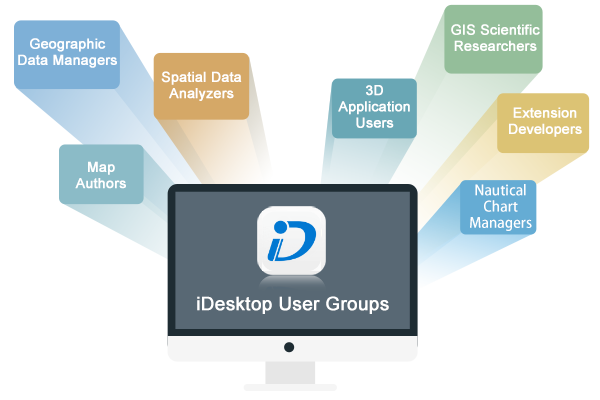 Geographic
Data Managers
Spatial Data
Analyzers
Map
Authors
3D
Application
Users
GIS Scientific
Researchers
Extension
Developers
Nautical
Chart
Managers
iD
iDesktop User Groups